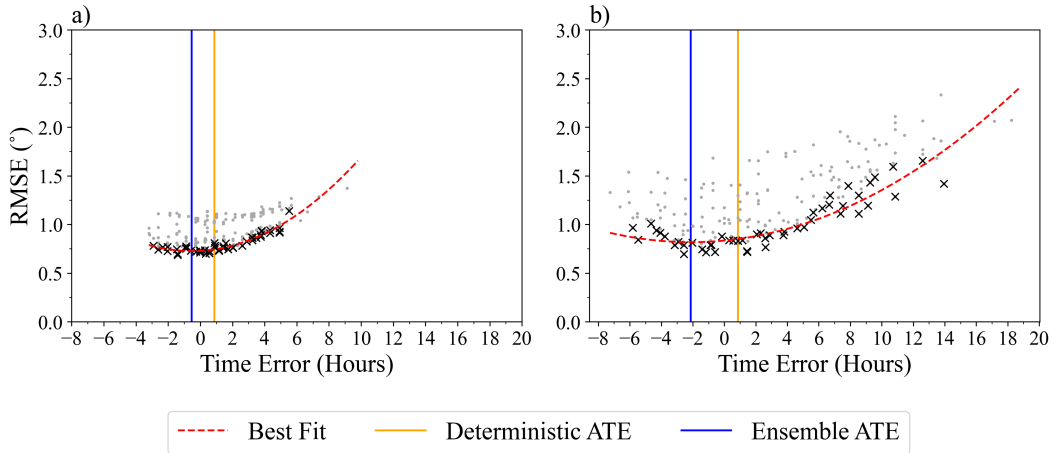 a)
b)
3.0
2.5
2.0
1.5
1.0
0.5
0.0
RMSE (°)
−8 −6 −4 −2 0 2 4 6 8 10 12 14 16 18 20
Time Error (Hours)
3.0
2.5
2.0
1.5
1.0
0.5
0.0
−8 −6 −4 −2 0 2 4 6 8 10 12 14 16 18 20
Time Error (Hours)
Best Fit Deterministic ATE Ensemble ATE